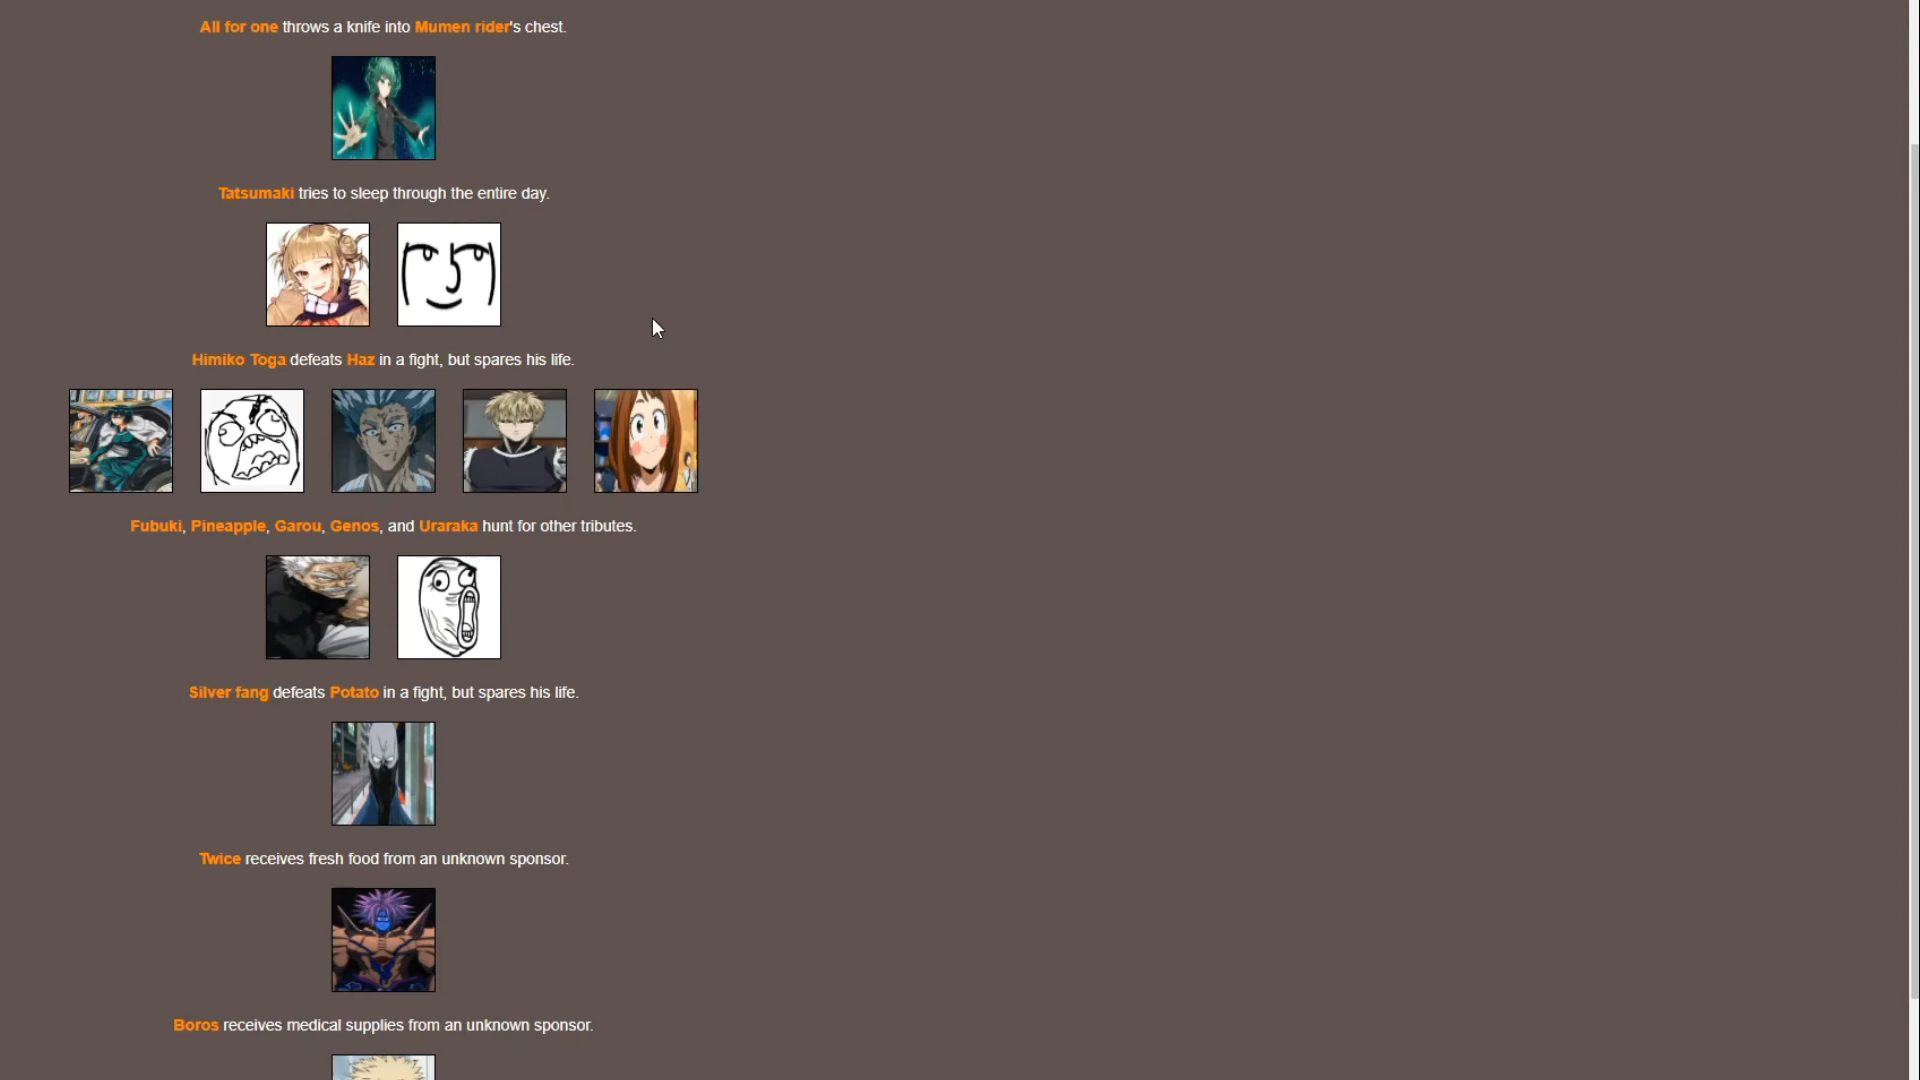 All for one throws a knife into Mumen rider's chest.
Tatsumaki tries to sleep through the entire day.
Himiko Toga defeats Haz in a fight, but spares his life.
Fubuki, Pineapple, Garou, Genos, and Uraraka hunt for other tributes.
Silver fang defeats Potato in a fight, but spares his life.
Twice receives fresh food from an unknown sponsor.
Boros receives medical supplies from an unknown sponsor.